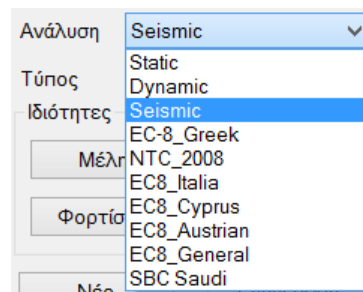 Ανάλυση Seismic
Static
Τύπος Dynamic
Ιδιότητες Seismic
EC-8_Greek
NTC_2008
EC8_Italia
EC8_Cyprus
EC8_Austrian
EC8_General
SBC Saudi